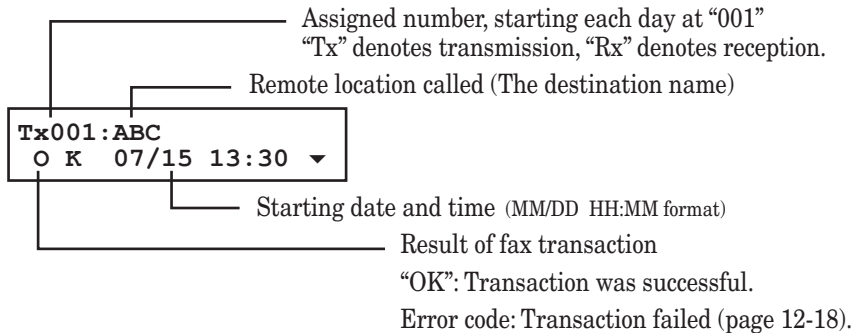 Assigned number, starting each day at “001”
“Tx” denotes transmission, “Rx” denotes reception.
Remote location called (The destination name)
Tx001:ABC
O K 07/15 13:30 ▼
Starting date and time (MM/DD HH:MM format)
Result of fax transaction
“OK”: Transaction was successful.
Error code: Transaction failed (page 12-18).